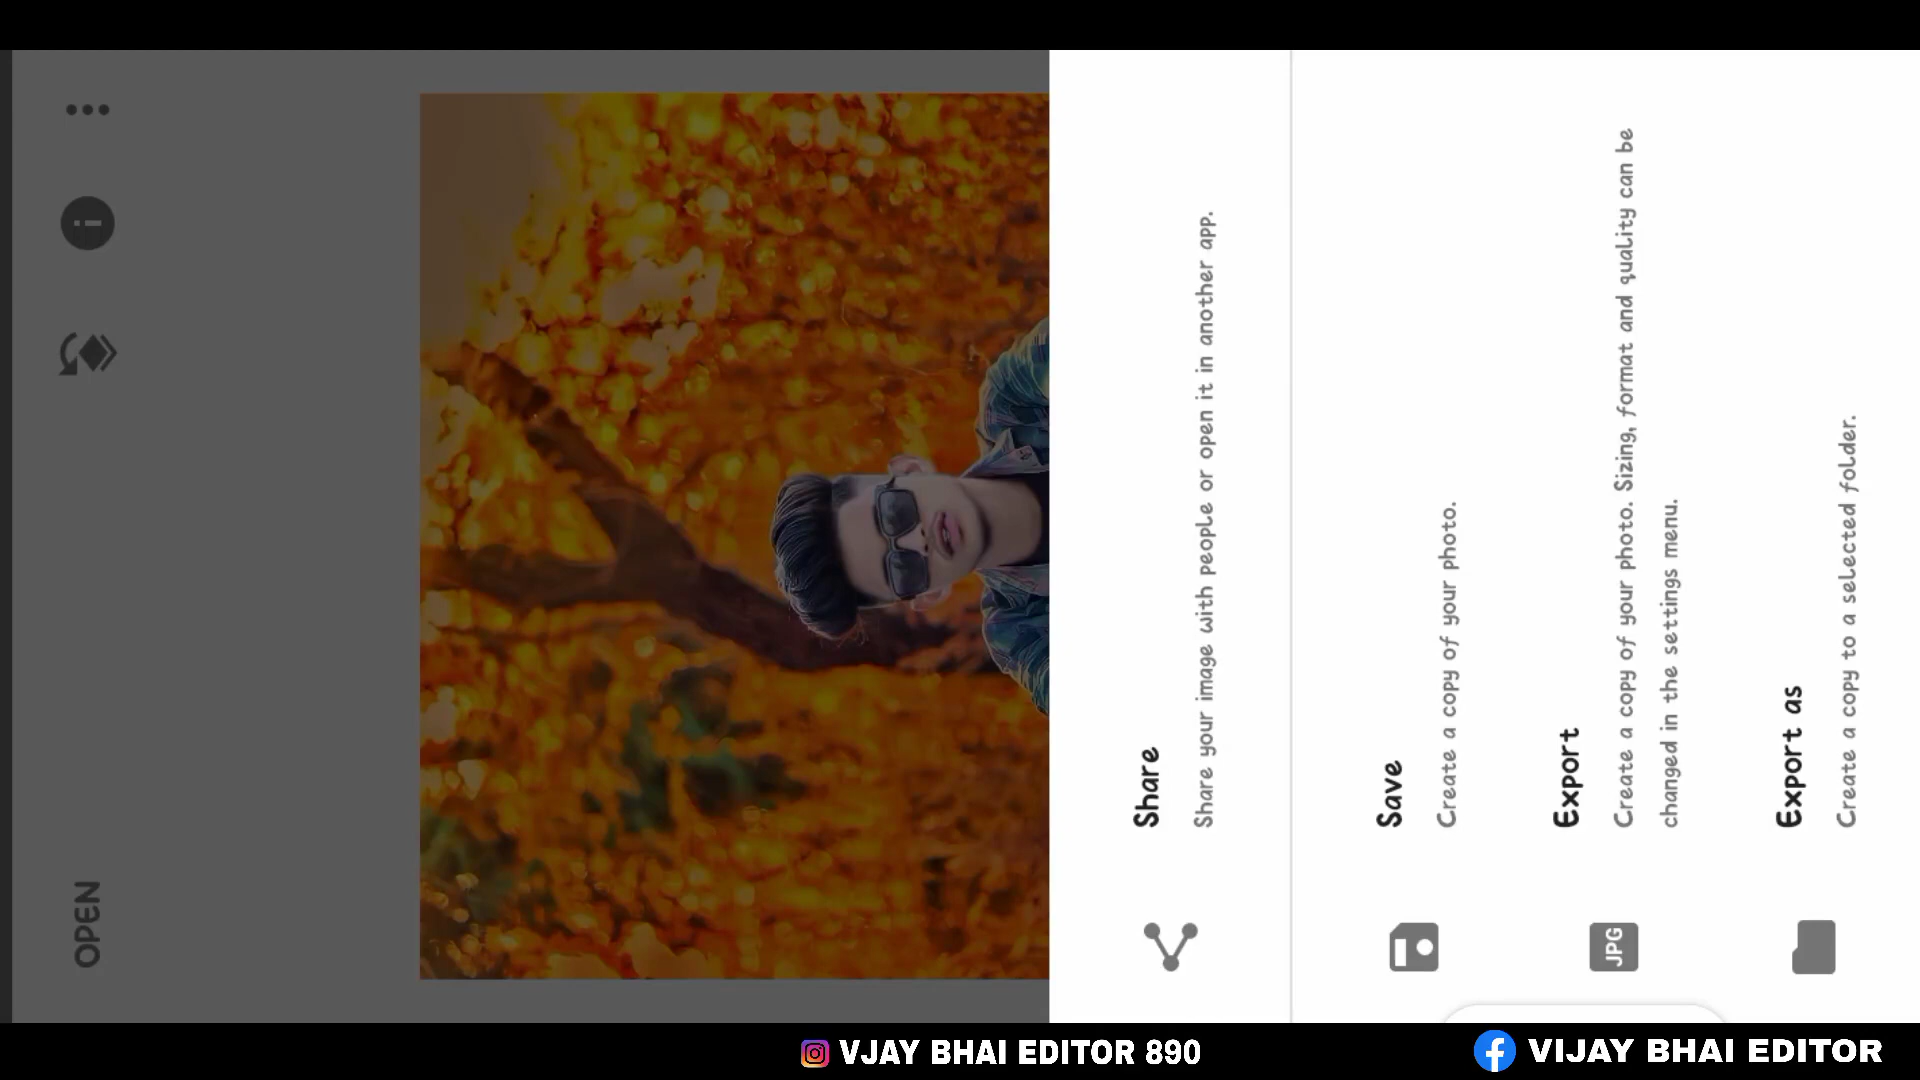 OPEN
Share
Share your image with people or open it in another app.
Save
Create a copy of your photo.
Export
Create a copy of your photo. Sizing, format and quality can be
changed in the settings menu.
JPG
Export as
Create a copy to a selected folder.
VJAY BHAI EDITOR 890
VIJAY BHAI EDITOR